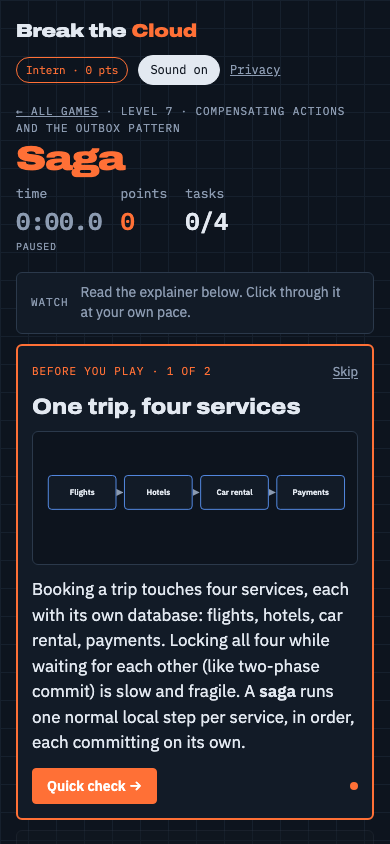 Break the Cloud
Intern · 0 pts
Sound on
Privacy
← ALL GAMES · LEVEL 7 · COMPENSATING ACTIONS
AND THE OUTBOX PATTERN
Saga
time points tasks
0:00.0 0 0/4
PAUSED
WATCH
Read the explainer below. Click through it
at your own pace.
BEFORE YOU PLAY · 1 OF 2
Skip
One trip, four services
Flights Hotels Car rental Payments
Booking a trip touches four services, each
with its own database: flights, hotels, car
rental, payments. Locking all four while
waiting for each other (like two-phase
commit) is slow and fragile. A saga runs
one normal local step per service, in order,
each committing on its own.
Quick check →